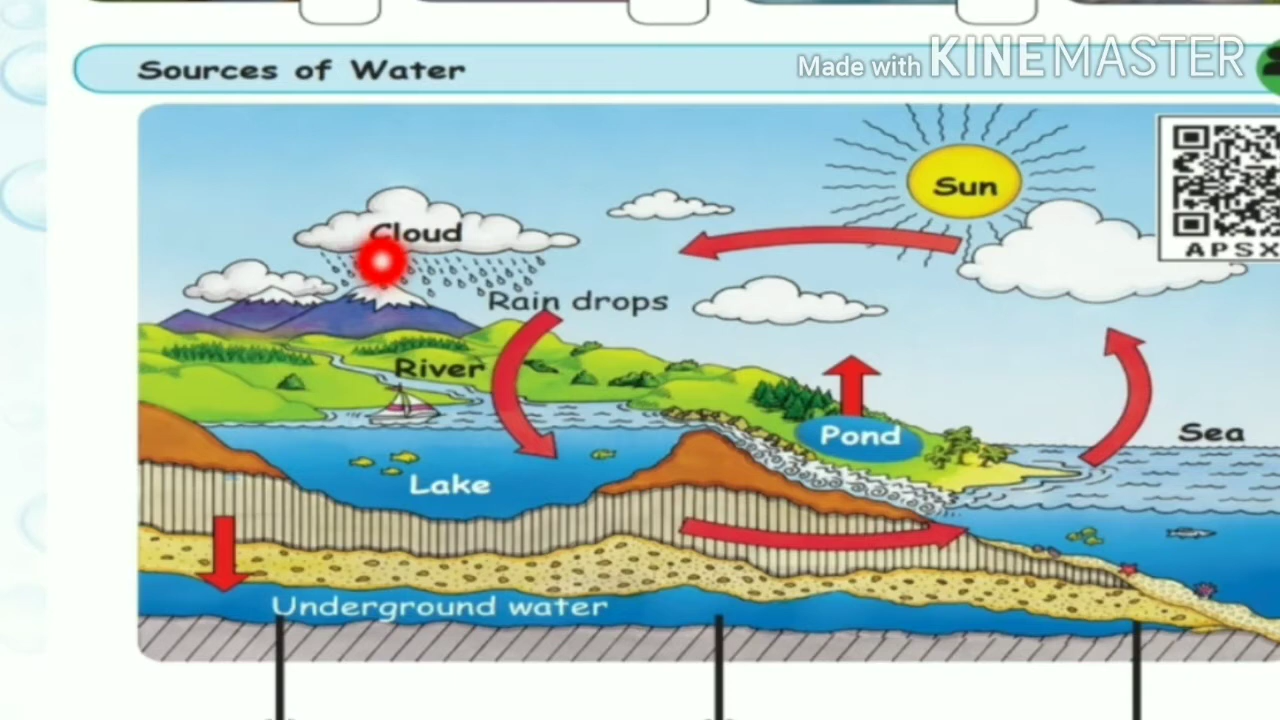 Sources of Water
Made with KINEMASTER
Sun
Cloud
APSX
Rain drops
River
Pond
Sea
Lake
Underground water